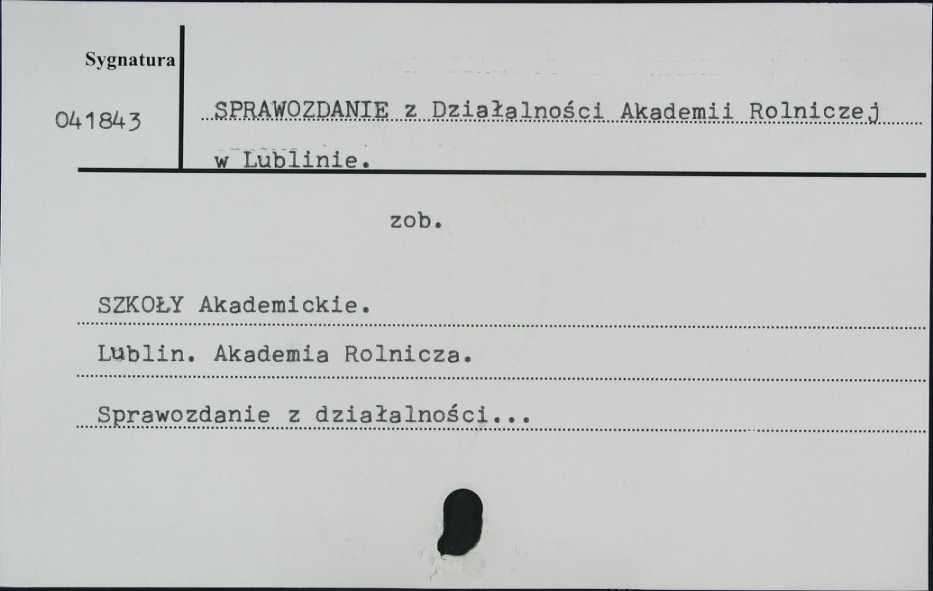 Sygnatura
041843
SPRAWOZDANIE z Działalności Akademii Rolniczej
w Lublinie.
zob.
SZKOŁY Akademickie.
Lublin. Akademia Rolnicza.
Sprawozdanie z działalności...